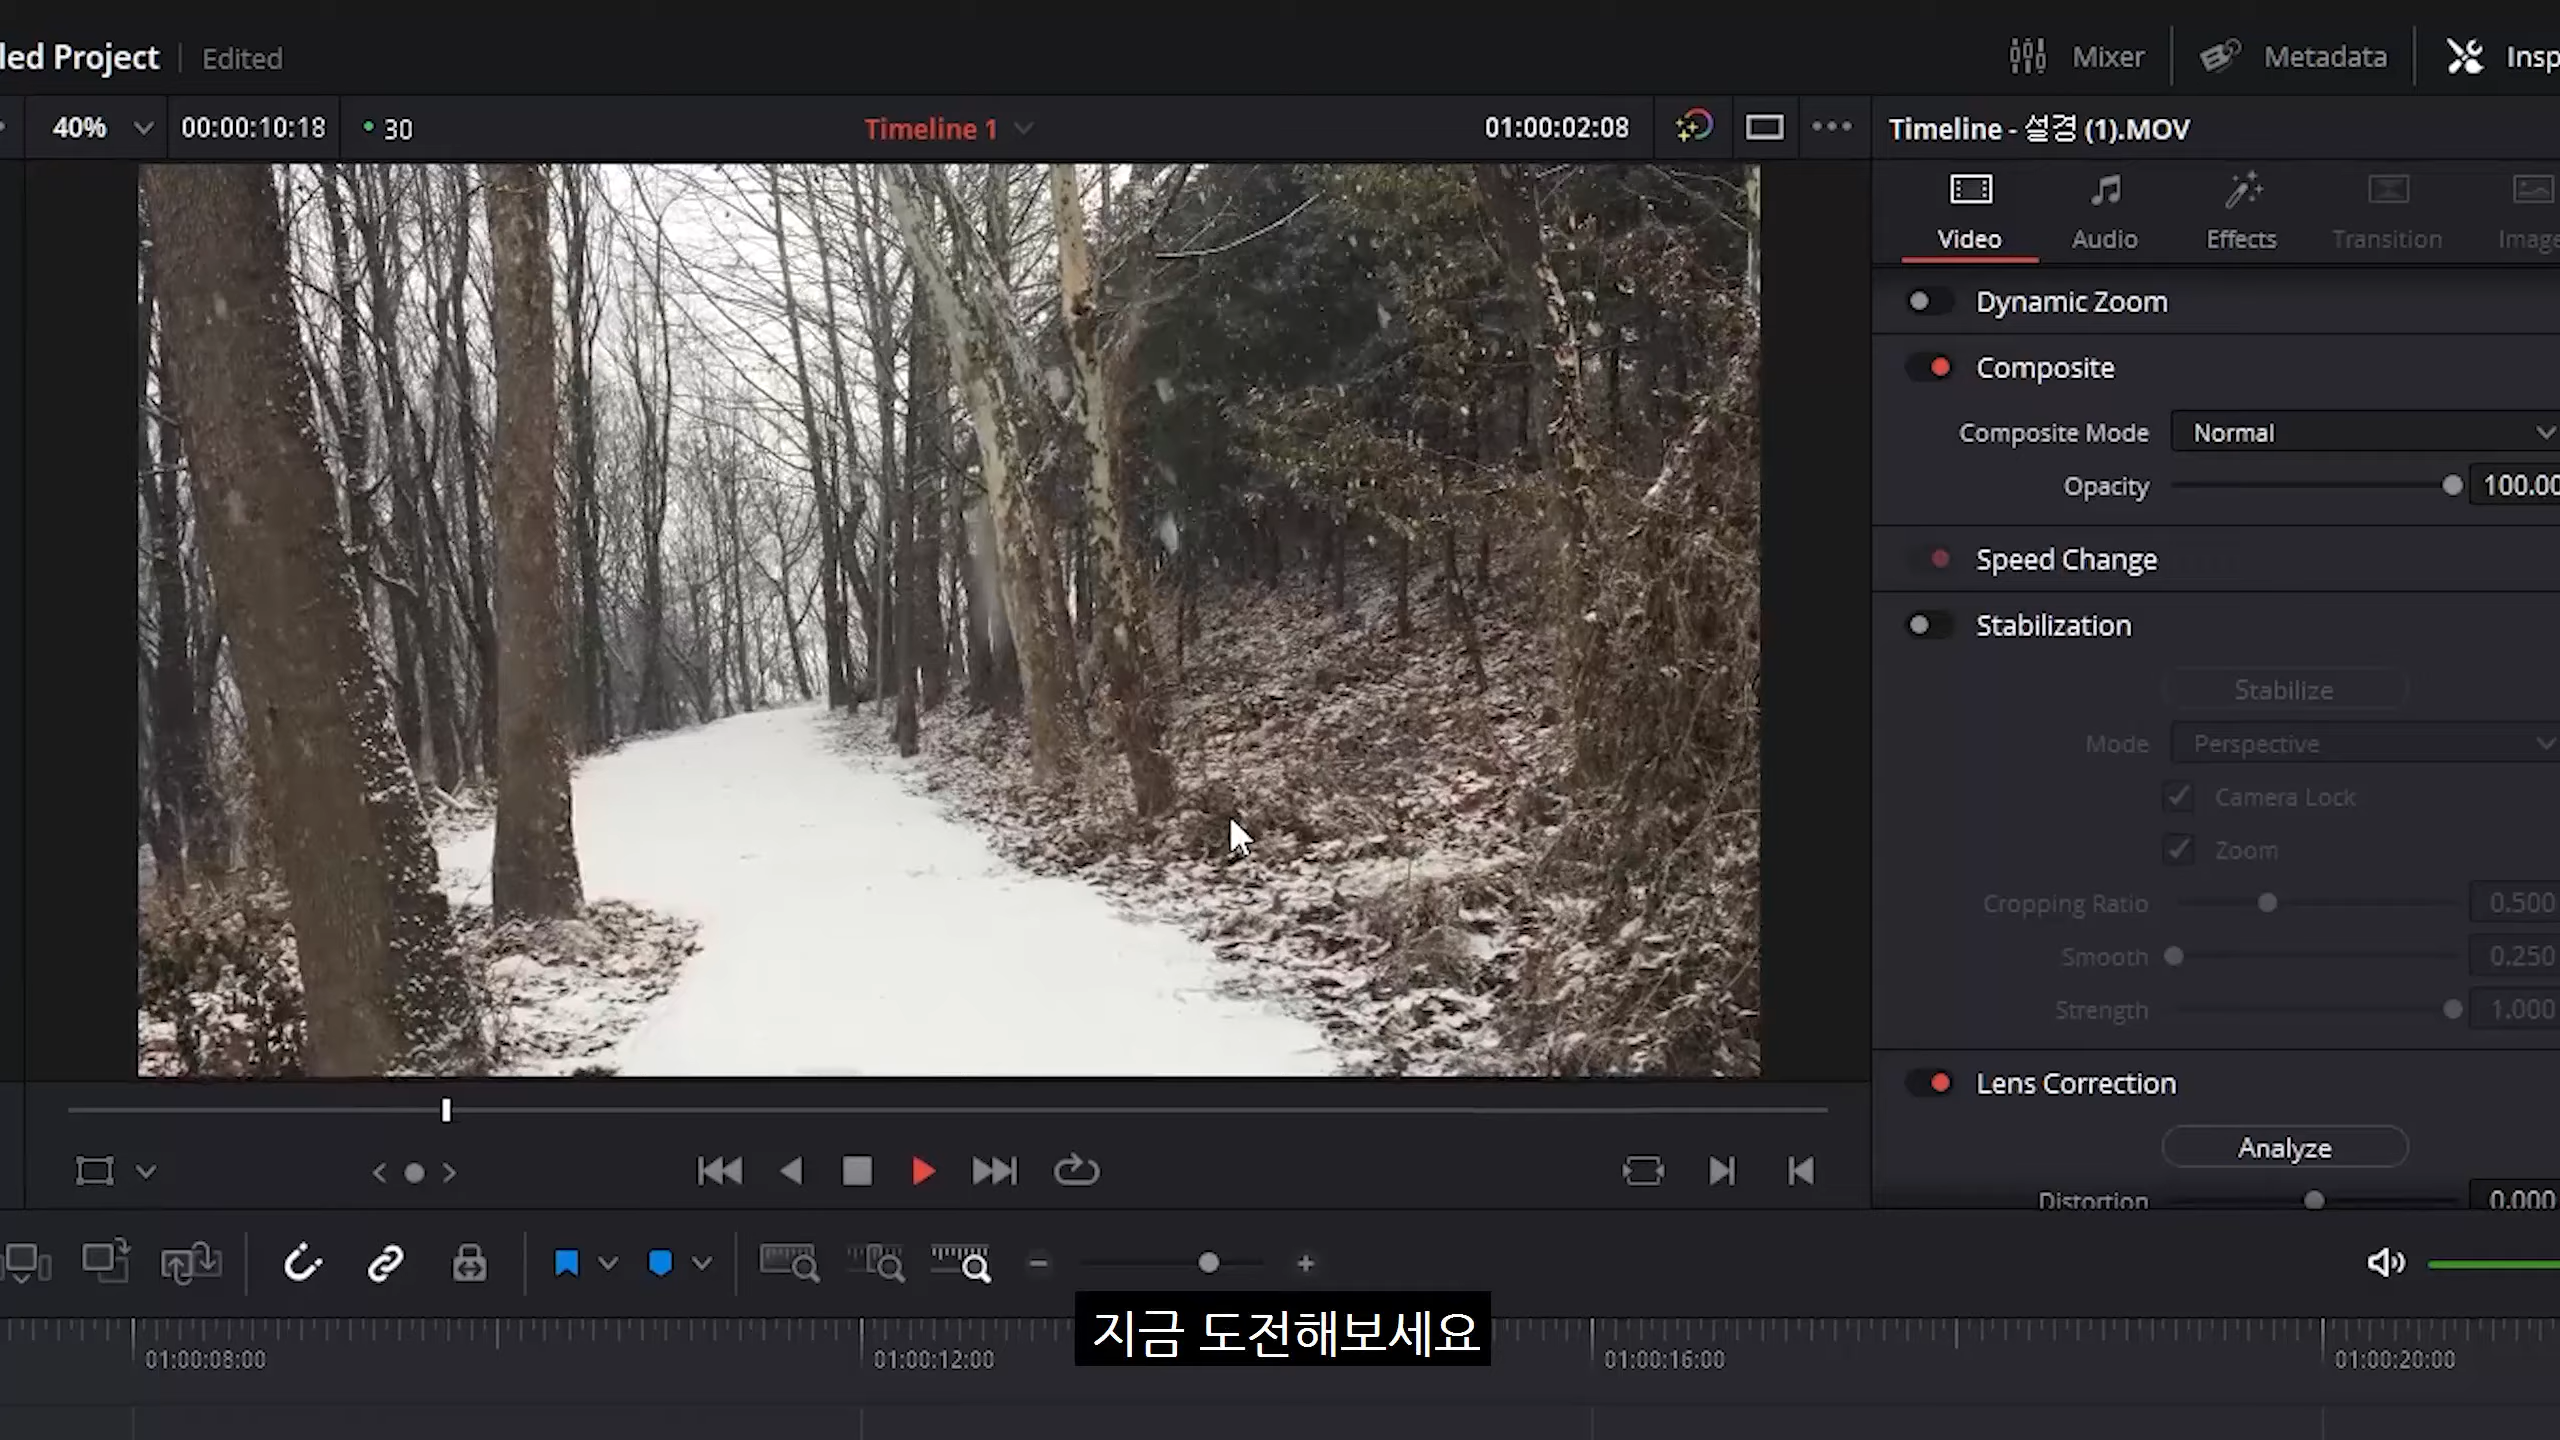 led Project
Edited
Mixer
Metadata
Insp
40%
00:00:10:18
30
Timeline 1
01:00:02:08
Timeline - 설경 (1).MOV
Video
Audio
Effects
Transition
Image
Dynamic Zoom
Composite
Composite Mode
Normal
Opacity
100.00
Speed Change
Stabilization
Stabilize
Mode
Perspective
Camera Lock
Zoom
Cropping Ratio
0.500
Smooth
0.250
Strength
1.000
Lens Correction
Analyze
Distortion
0.000
지금 도전해보세요
01:00:08:00
01:00:12:00
01:00:16:00
01:00:20:00